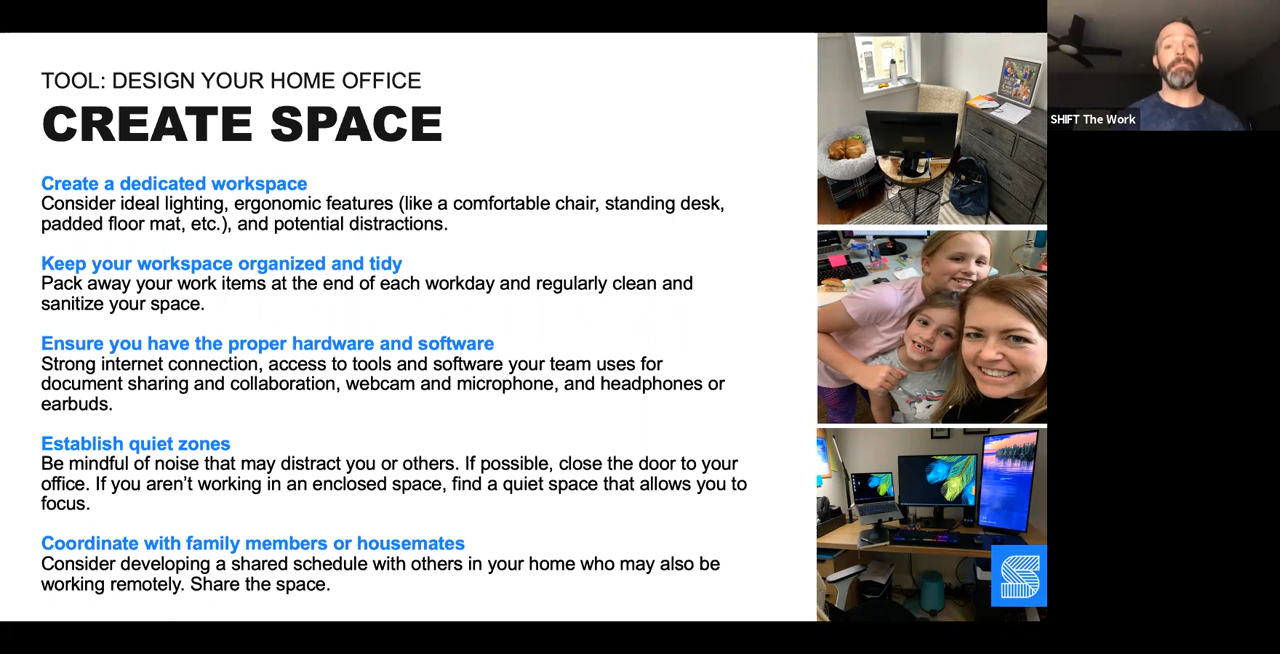 TOOL: DESIGN YOUR HOME OFFICE
CREATE SPACE
Create a dedicated workspace
Consider ideal lighting, ergonomic features (like a comfortable chair, standing desk,
padded floor mat, etc.), and potential distractions.
Keep your workspace organized and tidy
Pack away your work items at the end of each workday and regularly clean and
sanitize your space.
Ensure you have the proper hardware and software
Strong internet connection, access to tools and software your team uses for
document sharing and collaboration, webcam and microphone, and headphones or
earbuds.
Establish quiet zones
Be mindful of noise that may distract you or others. If possible, close the door to your
office. If you aren’t working in an enclosed space, find a quiet space that allows you to
focus.
Coordinate with family members or housemates
Consider developing a shared schedule with others in your home who may also be
working remotely. Share the space.
SHIFT The Work
S